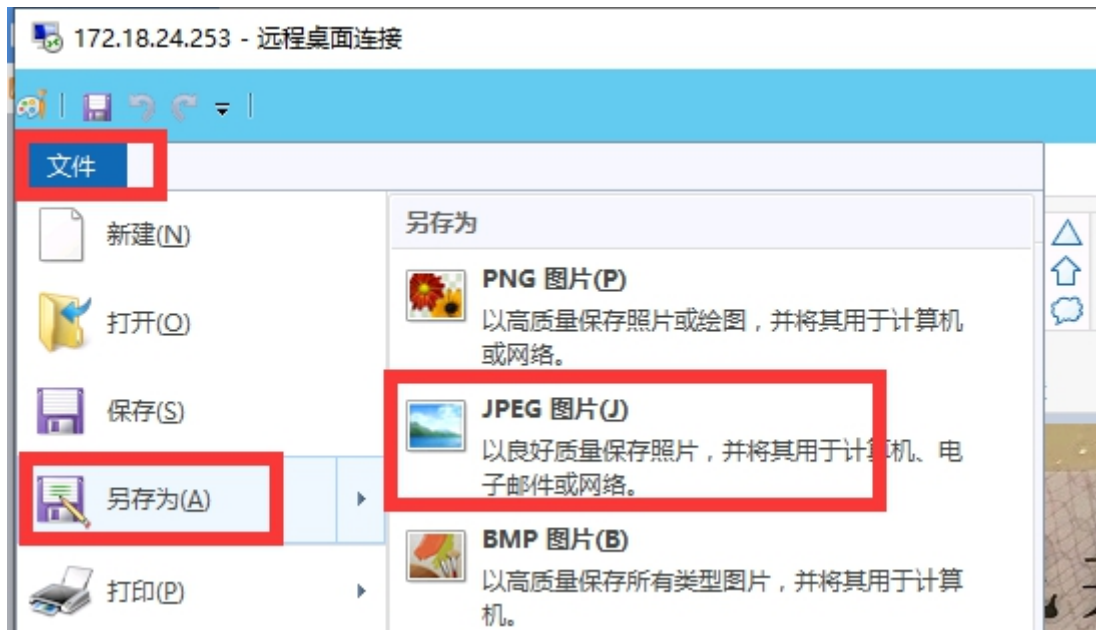 172.18.24.253 - 远程桌面连接
文件
新建(N)
打开(O)
保存(S)
另存为(A)
打印(P)
另存为
PNG 图片(P)
以高质量保存照片或绘图，并将其用于计算机
或网络。
JPEG 图片(J)
以良好质量保存照片，并将其用于计算机、电
子邮件或网络。
BMP 图片(B)
以高质量保存所有类型图片，并将其用于计算
机。